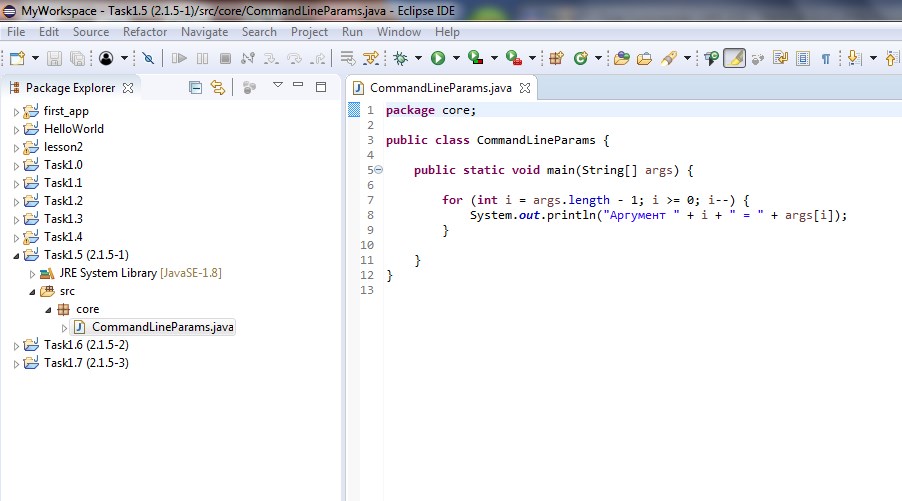 MyWorkspace - Task1.5 (2.1.5-1)/src/core/CommandLineParams.java - Eclipse IDE
File Edit Source Refactor Navigate Search Project Run Window Help
Package Explorer
first_app
HelloWorld
lesson2
Task1.0
Task1.1
Task1.2
Task1.3
Task1.4
Task1.5 (2.1.5-1)
JRE System Library [JavaSE-1.8]
src
core
CommandLineParams.java
Task1.6 (2.1.5-2)
Task1.7 (2.1.5-3)
CommandLineParams.java
1 package core;
2
3 public class CommandLineParams {
4
5 public static void main(String[] args) {
6
7 for (int i = args.length - 1; i >= 0; i--) {
8 System.out.println("Аргумент " + i + " = " + args[i]);
9 }
10
11 }
12 }
13